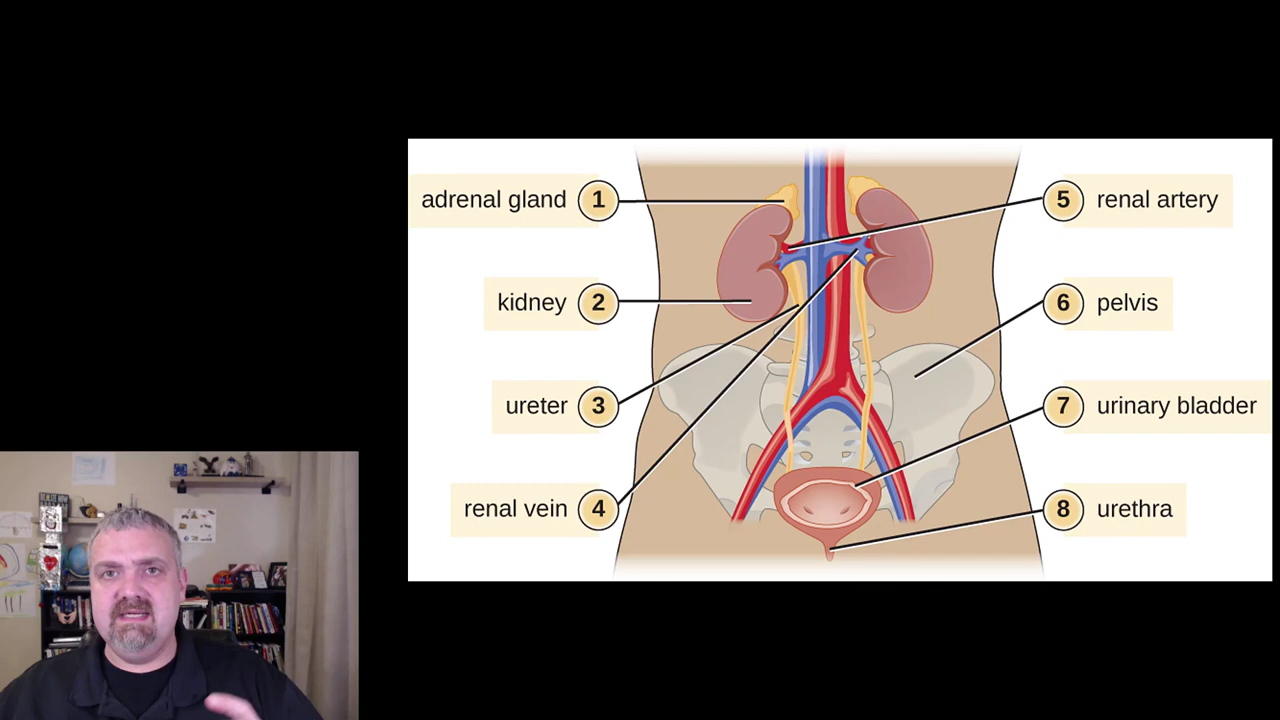 adrenal gland 1
kidney 2
ureter 3
renal vein 4
5 renal artery
6 pelvis
7 urinary bladder
8 urethra